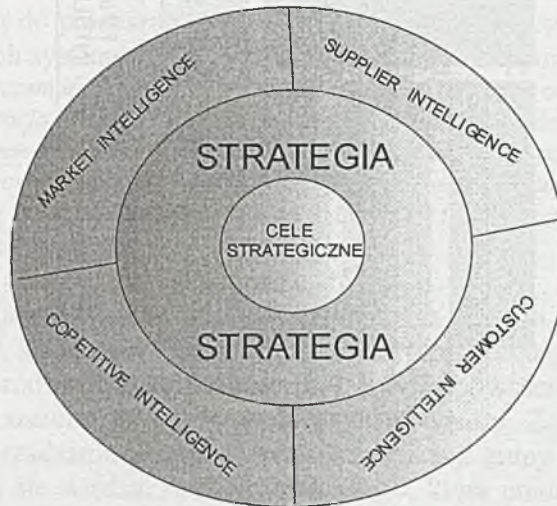 MARKET INTELLIGENCE
SUPPLIER INTELLIGENCE
STRATEGIA
CELE
STRATEGICZNE
STRATEGIA
COPETITIVE INTELLIGENCE
CUSTOMER INTELLIGENCE